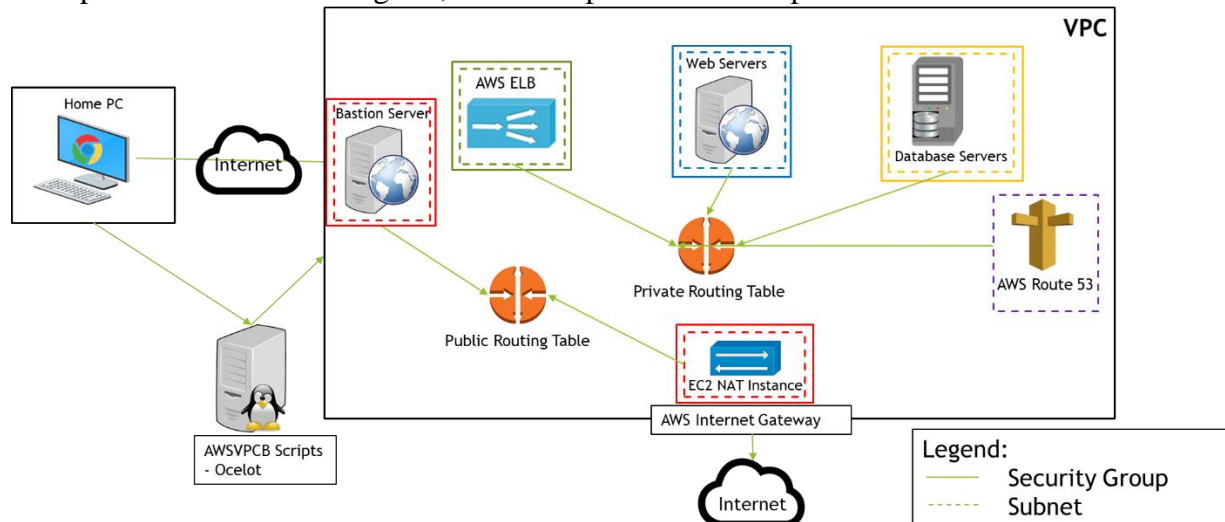 VPC
Home PC
Internet
Bastion Server
AWS ELB
Web Servers
Database Servers
AWS Route 53
Private Routing Table
Public Routing Table
EC2 NAT Instance
AWS Internet Gateway
Internet
AWSVPCB Scripts
- Ocelot
Legend:
Security Group
Subnet